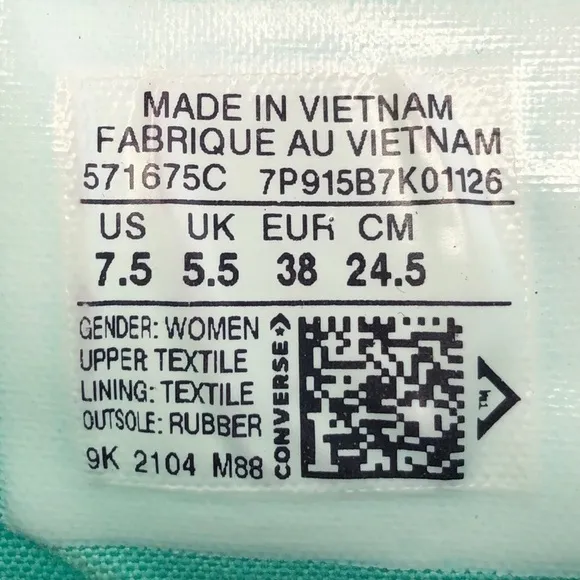 MADE IN VIETNAM
FABRIQUE AU VIETNAM
571675C 7P915B7K01126
US UK EUR CM
7.5 5.5 38 24.5
GENDER: WOMEN
UPPER TEXTILE
LINING: TEXTILE
OUTSOLE: RUBBER
9K 2104 M88
CONVERSE